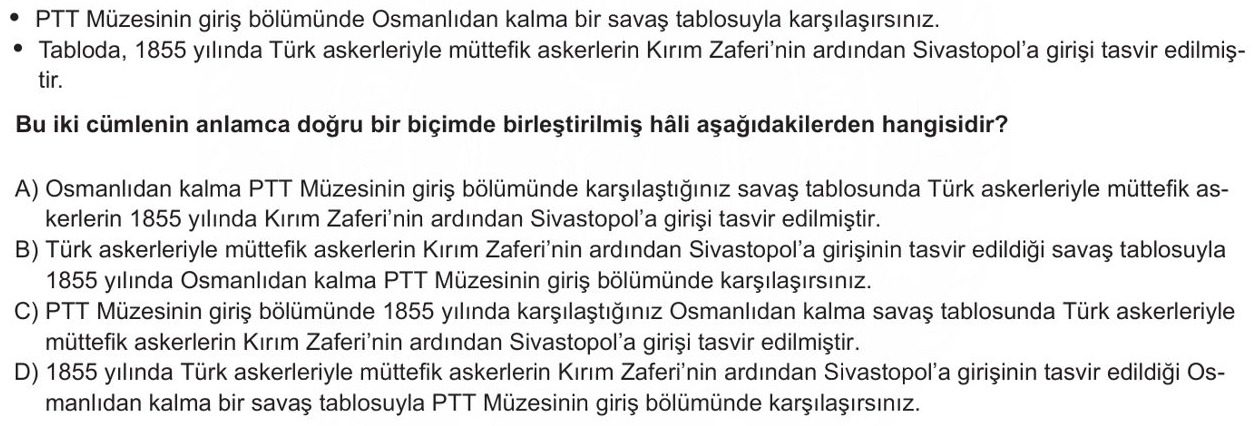 • PTT Müzesinin giriş bölümünde Osmanlıdan kalma bir savaş tablosuyla karşılaşırsınız.
• Tabloda, 1855 yılında Türk askerleriyle müttefik askerlerin Kırım Zaferi’nin ardından Sivastopol’a girişi tasvir edilmiş-
tir.
Bu iki cümlenin anlamca doğru bir biçimde birleştirilmiş hâli aşağıdakilerden hangisidir?
A) Osmanlıdan kalma PTT Müzesinin giriş bölümünde karşılaştığınız savaş tablosunda Türk askerleriyle müttefik as-
kerlerin 1855 yılında Kırım Zaferi’nin ardından Sivastopol’a girişi tasvir edilmiştir.
B) Türk askerleriyle müttefik askerlerin Kırım Zaferi’nin ardından Sivastopol’a girişinin tasvir edildiği savaş tablosuyla
1855 yılında Osmanlıdan kalma PTT Müzesinin giriş bölümünde karşılaşırsınız.
C) PTT Müzesinin giriş bölümünde 1855 yılında karşılaştığınız Osmanlıdan kalma savaş tablosunda Türk askerleriyle
müttefik askerlerin Kırım Zaferi’nin ardından Sivastopol’a girişi tasvir edilmiştir.
D) 1855 yılında Türk askerleriyle müttefik askerlerin Kırım Zaferi’nin ardından Sivastopol’a girişinin tasvir edildiği Os-
manlıdan kalma bir savaş tablosuyla PTT Müzesinin giriş bölümünde karşılaşırsınız.